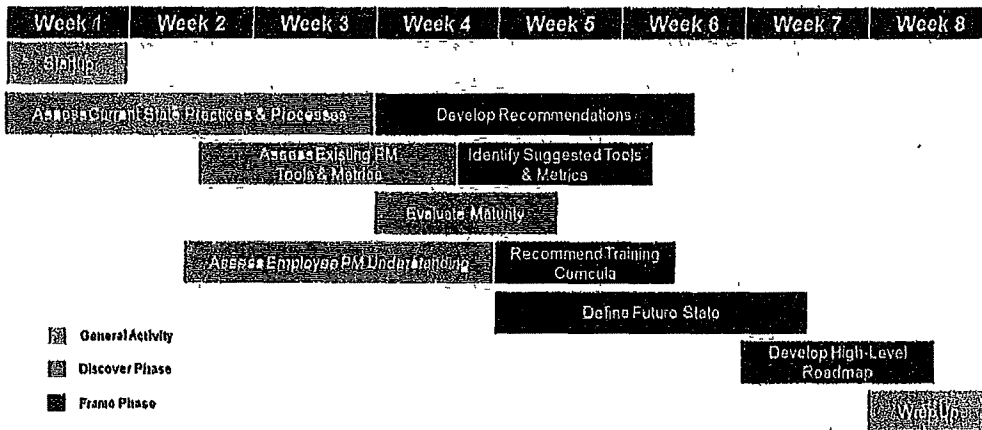 Week 1 Week 2 Week 3 Week 4 Week 5 Week 6 Week 7 Week 8
Startup
Assess Current State Practices & Processes Develop Recommendations
Assess Existing PM Identify Suggested Tools
Tools & Metrics & Metrics
Evaluate Maturity
Assess Employee PM Understanding Recommend Training
Curricula
Define Future State
General Activity
Develop High-Level
Roadmap
Discover Phase
Frame Phase
Wrap Up